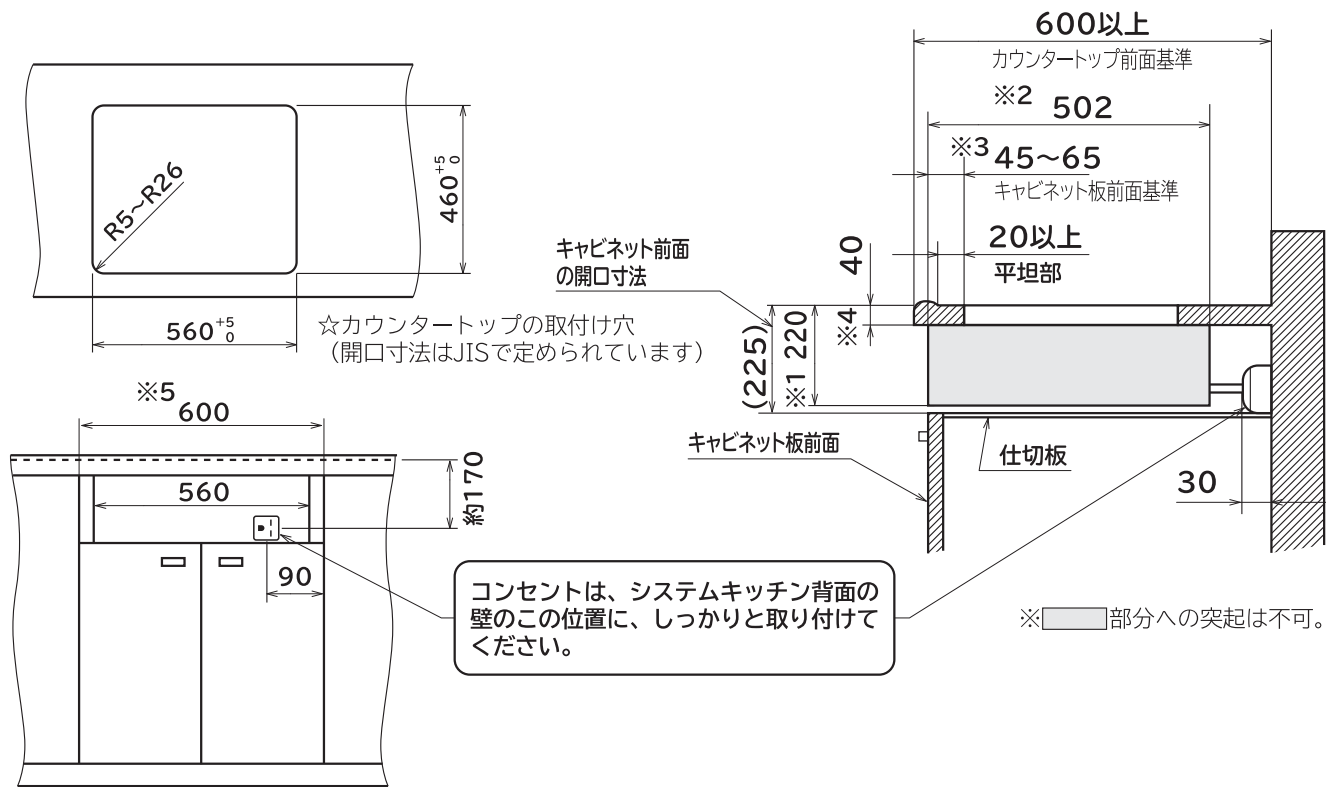 R5～R26
460 +5 0
560 +5 0
☆カウンタートップの取付け穴
（開口寸法はJISで定められています）
※5
600
560
約170
90
コンセントは、システムキッチン背面の
壁のこの位置に、しっかりと取り付けて
ください。
600以上
カウンタートップ前面基準
※2
502
※3
45～65
キャビネット板前面基準
20以上
平坦部
40
※4
キャビネット前面
の開口寸法
(225)
※1 220
キャビネット板前面
仕切板
30
※ 部分への突起は不可。